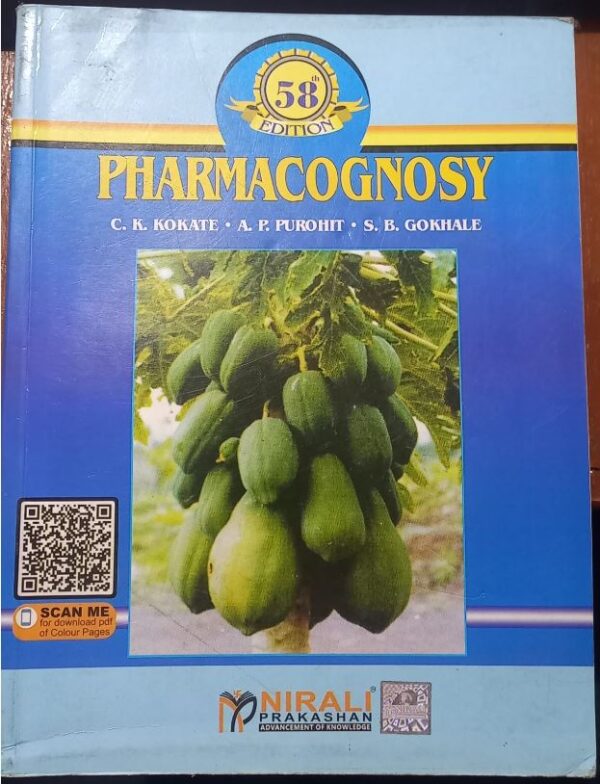 58th
EDITION
PHARMACOGNOSY
C. K. KOKATE • A. P. PUROHIT • S. B. GOKHALE
SCAN ME
for download pdf
of Colour Pages
NIRALI®
PRAKASHAN
ADVANCEMENT OF KNOWLEDGE